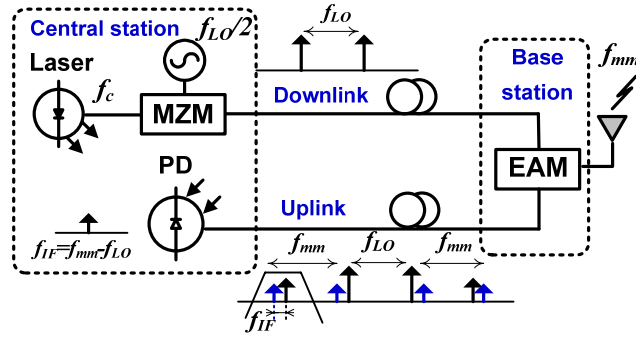 Central station
f_LO/2
f_LO
Laser
f_c
MZM
Downlink
Base
station
f_mm
EAM
PD
Uplink
f_IF=f_mm-f_LO
f_mm
f_LO
f_mm
f_IF